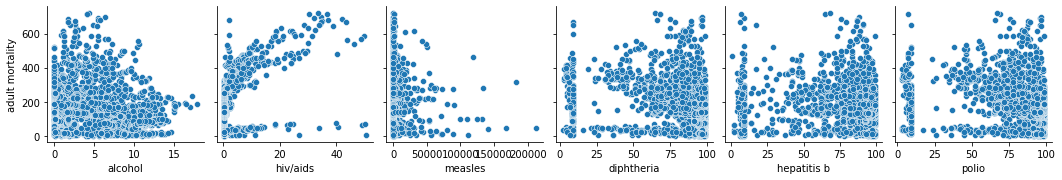 adult mortality
600
400
200
0
0 5 10 15
alcohol
0 20 40
hiv/aids
0 50000 100000 150000 200000
measles
0 25 50 75 100
diphtheria
0 25 50 75 100
hepatitis b
0 25 50 75 100
polio